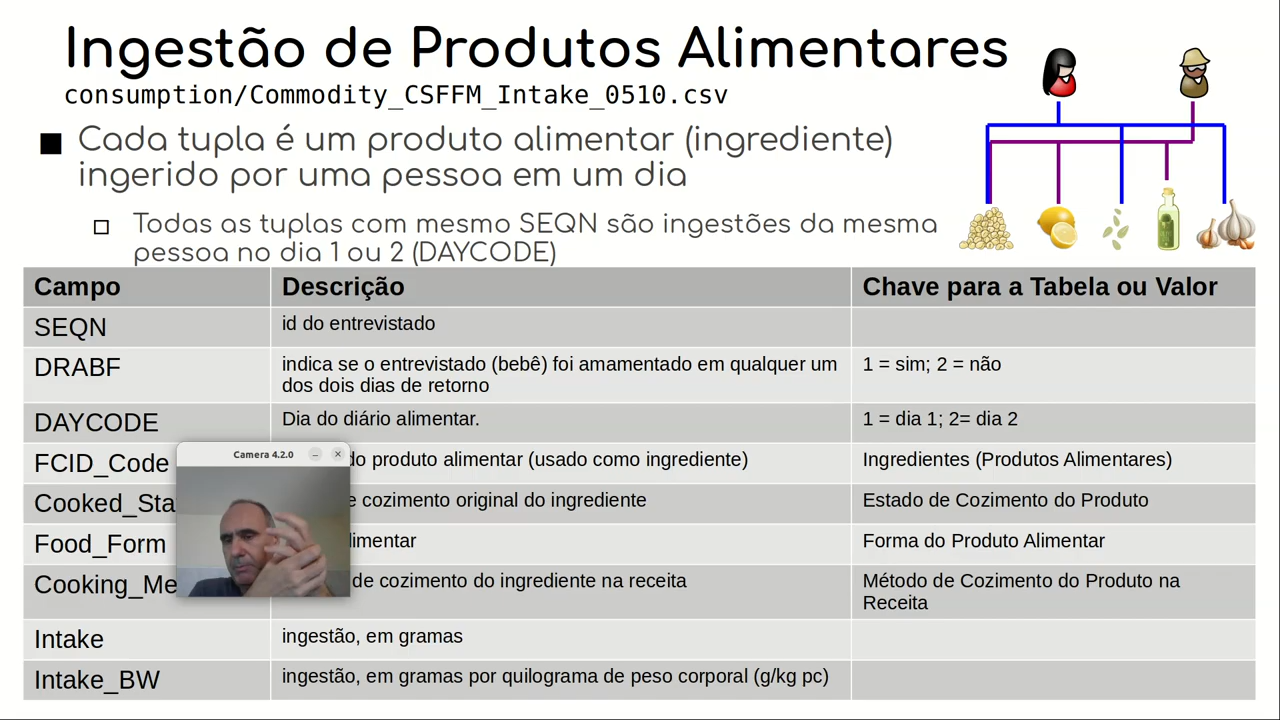 Ingestão de Produtos Alimentares
consumption/Commodity_CSFFM_Intake_0510.csv
Cada tupla é um produto alimentar (ingrediente)
ingerido por uma pessoa em um dia
Todas as tuplas com mesmo SEQN são ingestões da mesma
pessoa no dia 1 ou 2 (DAYCODE)
Campo Descrição Chave para a Tabela ou Valor
SEQN id do entrevistado
DRABF indica se o entrevistado (bebê) foi amamentado em qualquer um 1 = sim; 2 = não
dos dois dias de retorno
DAYCODE Dia do diário alimentar. 1 = dia 1; 2= dia 2
Camera 4.2.0
FCID_Code do produto alimentar (usado como ingrediente) Ingredientes (Produtos Alimentares)
Cooked_Sta cozimento original do ingrediente Estado de Cozimento do Produto
Food_Form limentar Forma do Produto Alimentar
Cooking_Me de cozimento do ingrediente na receita Método de Cozimento do Produto na
Receita
Intake ingestão, em gramas
Intake_BW ingestão, em gramas por quilograma de peso corporal (g/kg pc)